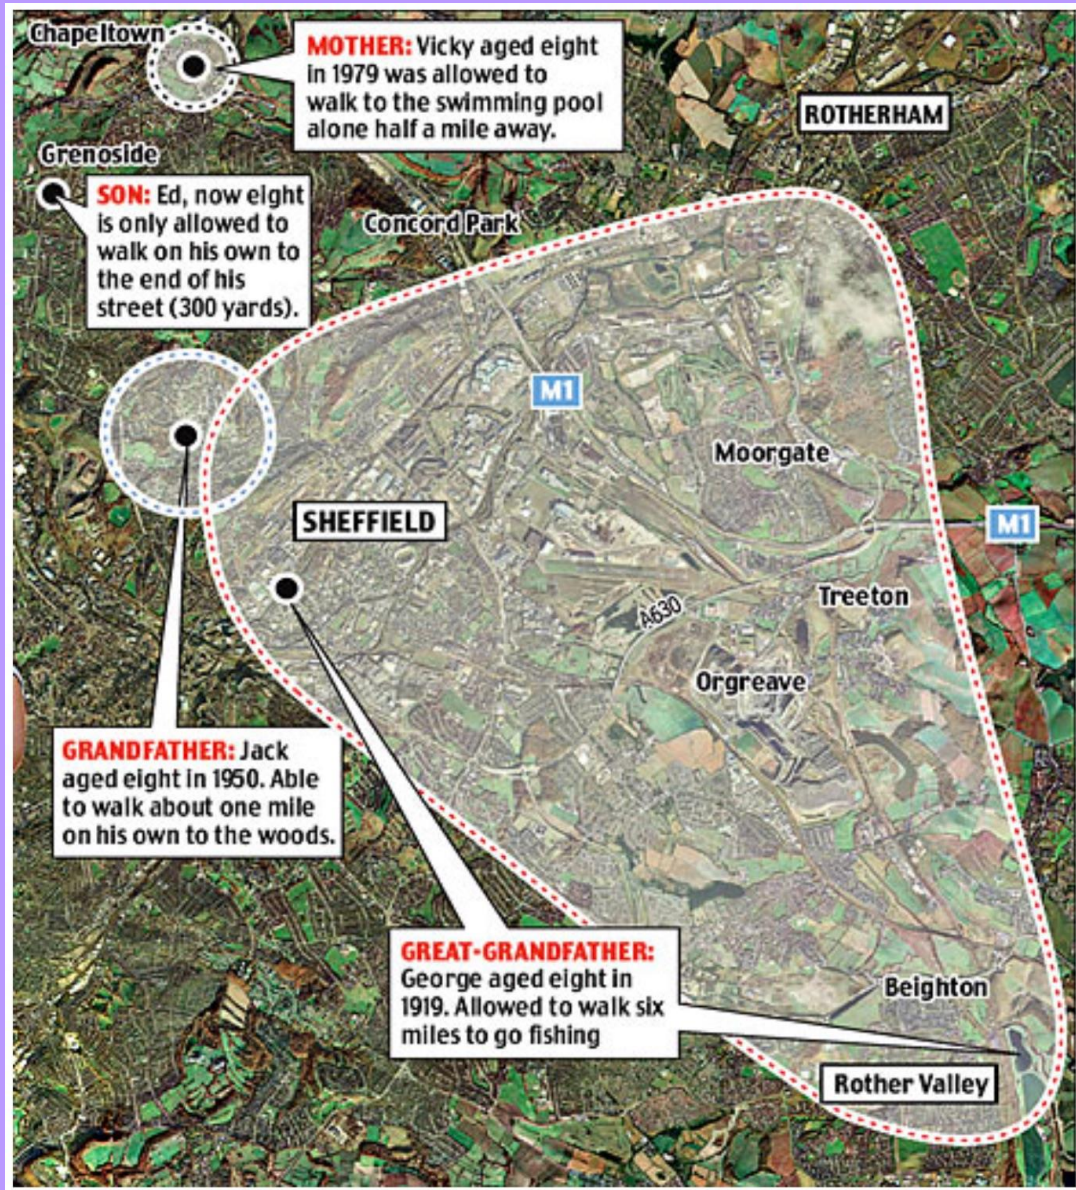 Chapeltown
MOTHER: Vicky aged eight
in 1979 was allowed to
walk to the swimming pool
alone half a mile away.
ROTHERHAM
Grenoside
SON: Ed, now eight
is only allowed to
walk on his own to
the end of his
street (300 yards).
Concord Park
M1
Moorgate
SHEFFIELD
M1
Treeton
A630
Orgreave
GRANDFATHER: Jack
aged eight in 1950. Able
to walk about one mile
on his own to the woods.
GREAT-GRANDFATHER:
George aged eight in
1919. Allowed to walk six
miles to go fishing
Beighton
Rother Valley